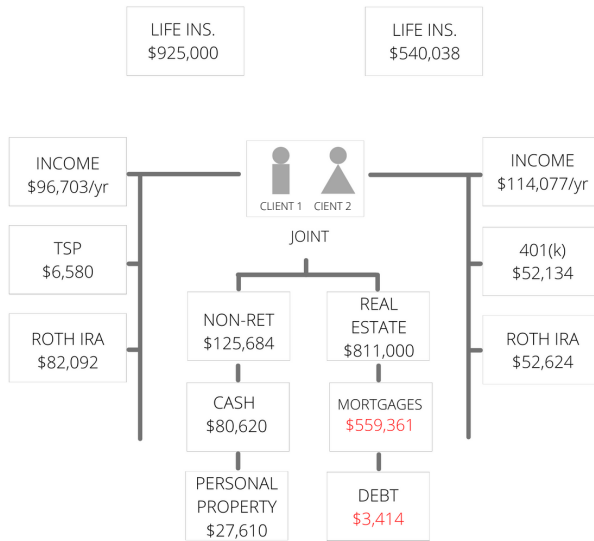 LIFE INS.
$925,000
LIFE INS.
$540,038
INCOME
$96,703/yr
CLIENT 1 CIENT 2
INCOME
$114,077/yr
TSP
$6,580
JOINT
401(k)
$52,134
ROTH IRA
$82,092
NON-RET
$125,684
REAL
ESTATE
$811,000
ROTH IRA
$52,624
CASH
$80,620
MORTGAGES
$559,361
PERSONAL
PROPERTY
$27,610
DEBT
$3,414